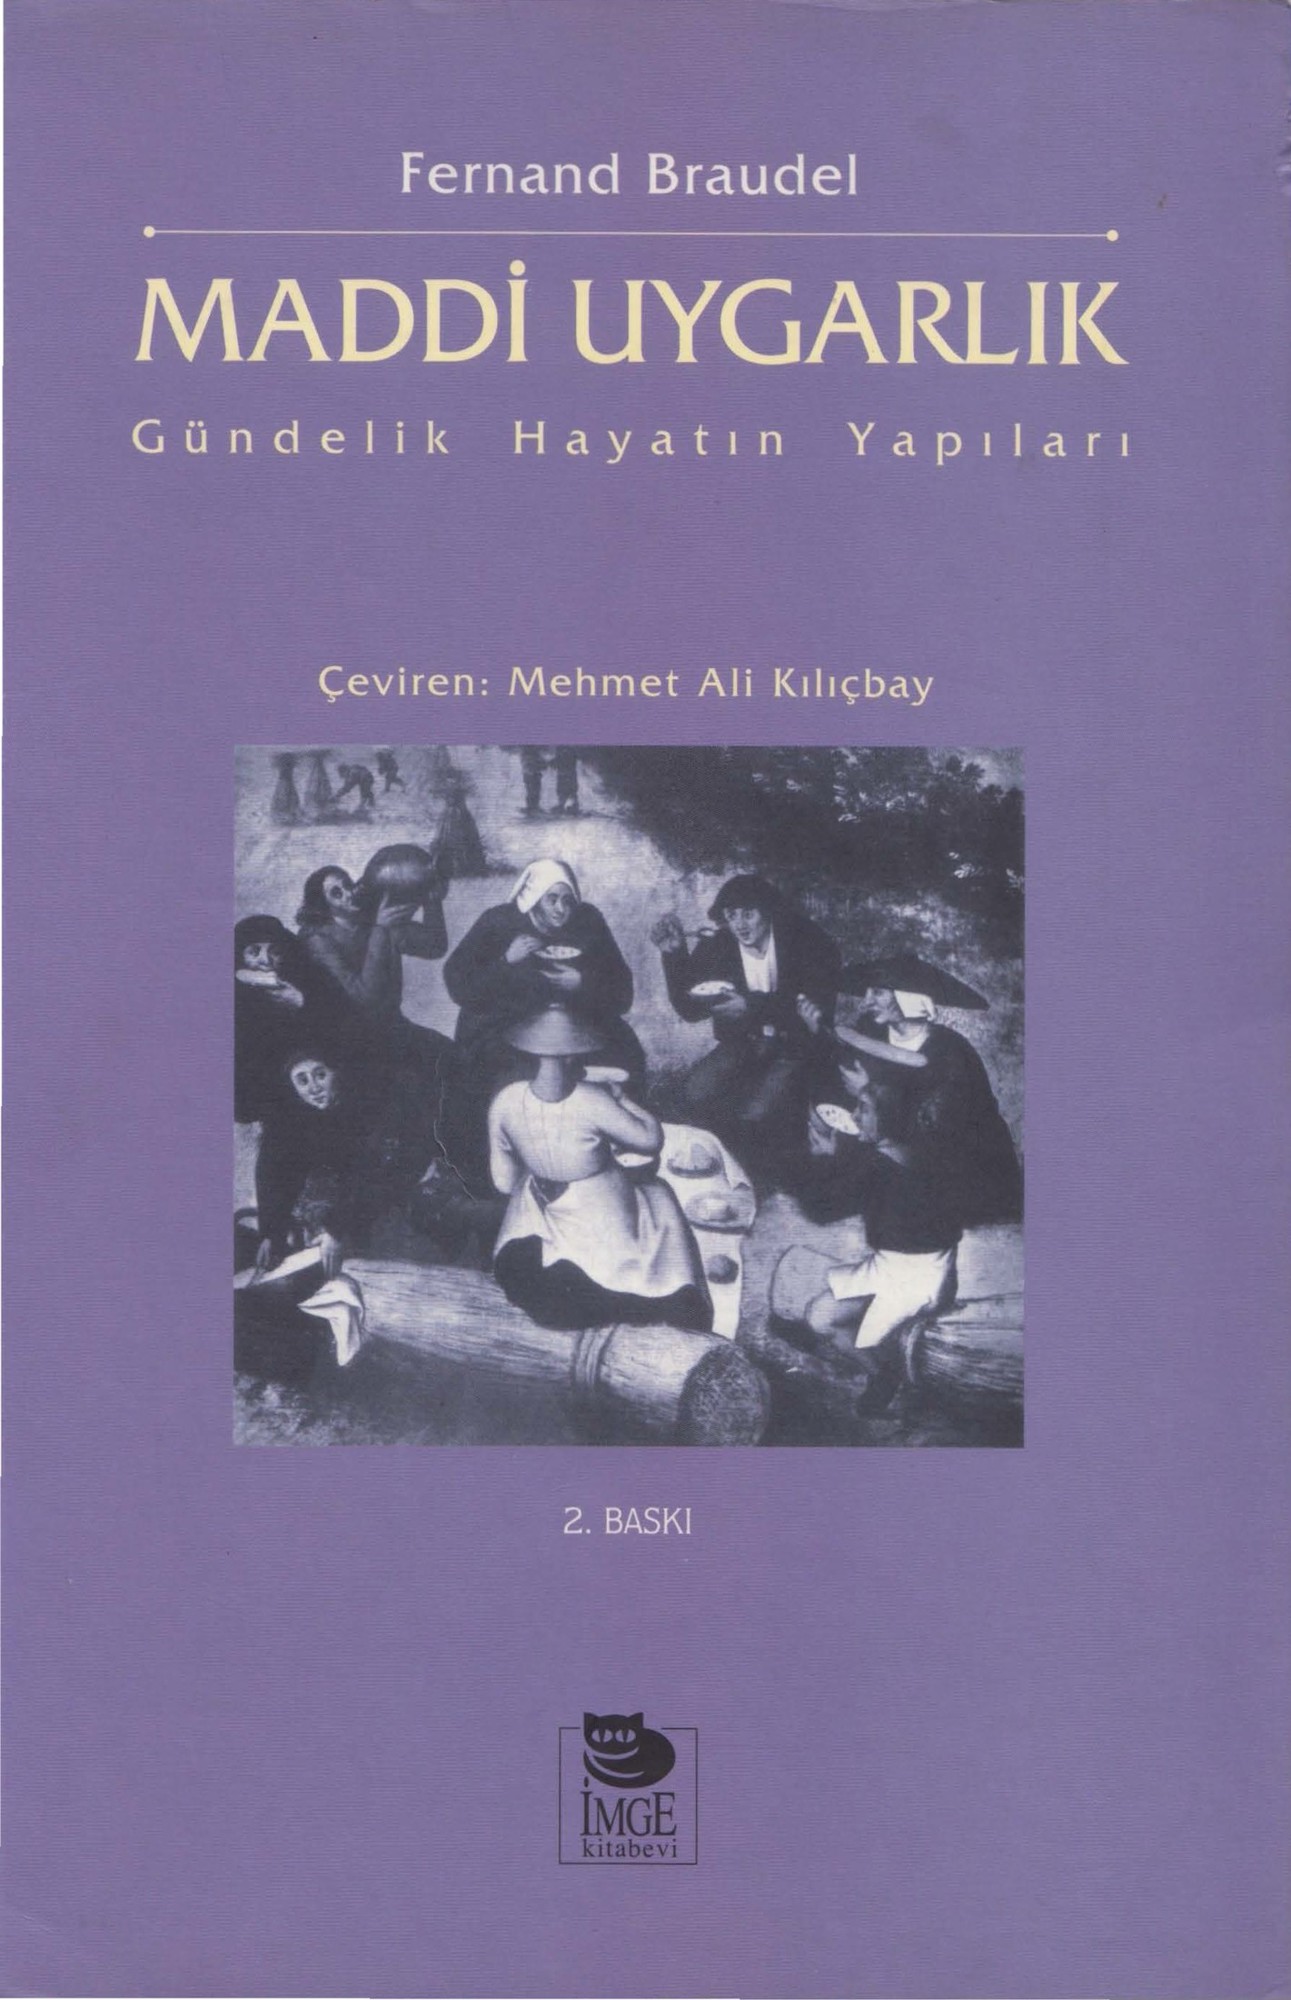 Fernand Braudel
MADDİ UYGARLIK
Gündelik Hayatın Yapıları
Çeviren: Mehmet Ali Kılıçbay
2. BASKI
İMGE
kitabevi